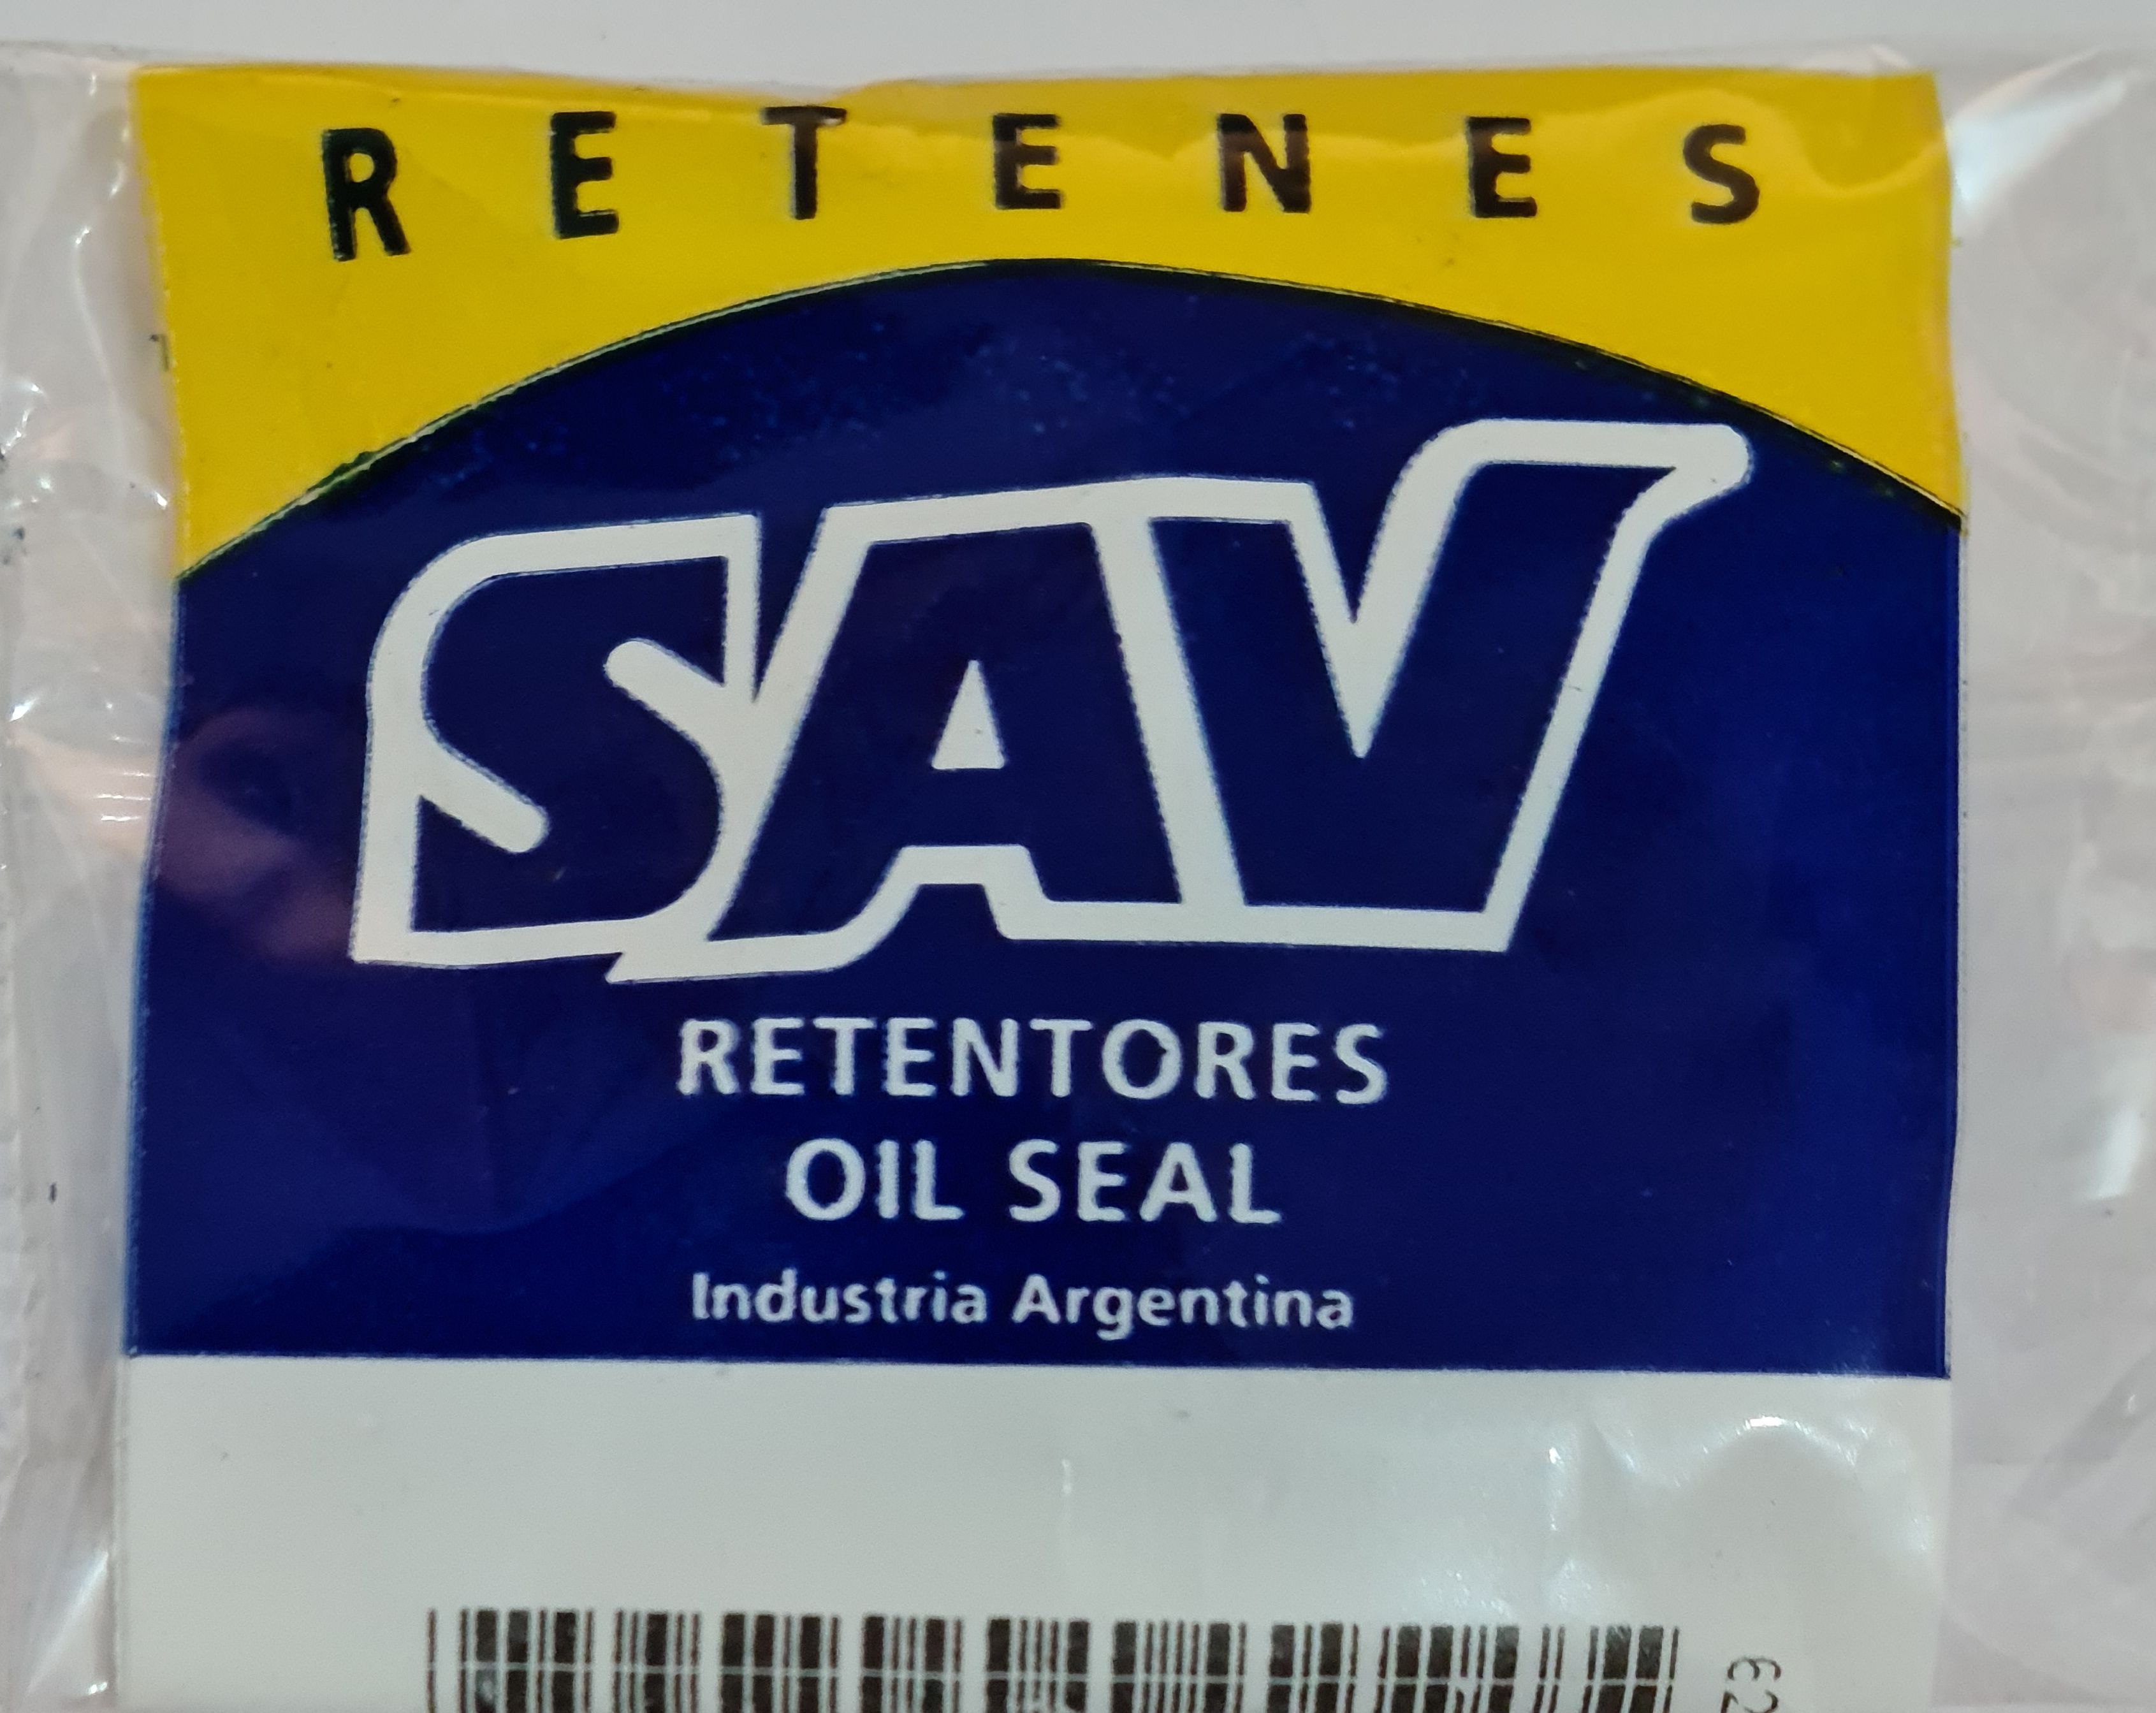 RETENES
SAV
RETENTORES
OIL SEAL
Industria Argentina